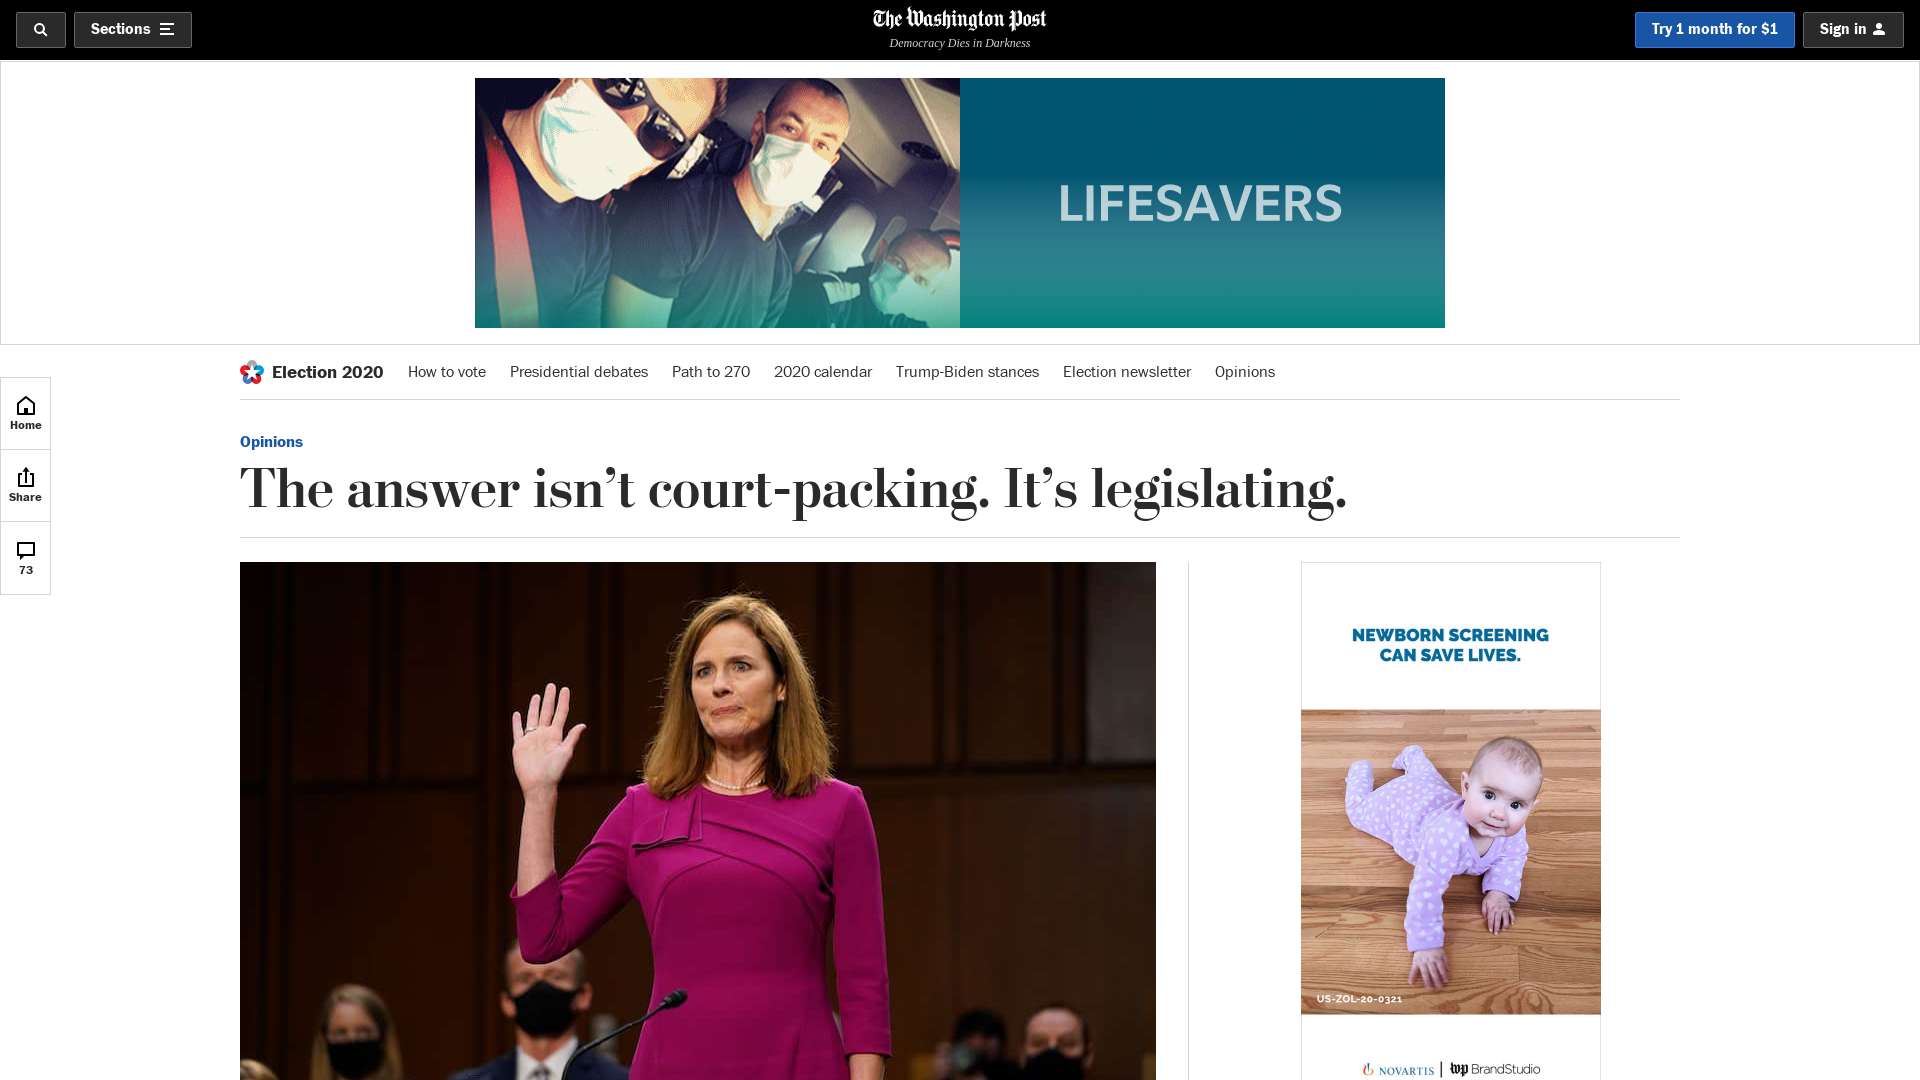 Sections
The Washington Post
Democracy Dies in Darkness
Try 1 month for $1
Sign in
LIFESAVERS
Election 2020
How to vote
Presidential debates
Path to 270
2020 calendar
Trump-Biden stances
Election newsletter
Opinions
Home
Share
73
Opinions
The answer isn’t court-packing. It’s legislating.
NEWBORN SCREENING
CAN SAVE LIVES.
US-ZOL-20-0321
NOVARTIS | wp BrandStudio